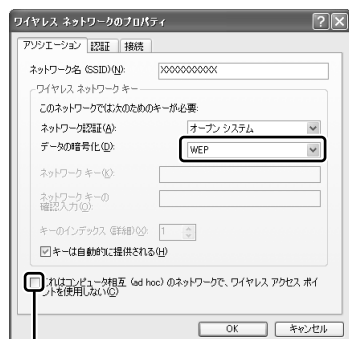 ワイヤレス ネットワークのプロパティ
アソシエーション 認証 接続
ネットワーク名 (SSID)(N): XXXXXXXXXX
ワイヤレス ネットワーク キー
このネットワークでは次のためのキーが必要:
ネットワーク認証(A): オープン システム
データの暗号化(D): WEP
ネットワーク キー(K):
ネットワーク キーの
確認入力(O):
キーのインデックス (詳細)(X): 1
キーは自動的に提供される(H)
これはコンピュータ相互 (ad hoc) のネットワークで、ワイヤレス アクセス ポイ
ントを使用しない(C)
OK キャンセル